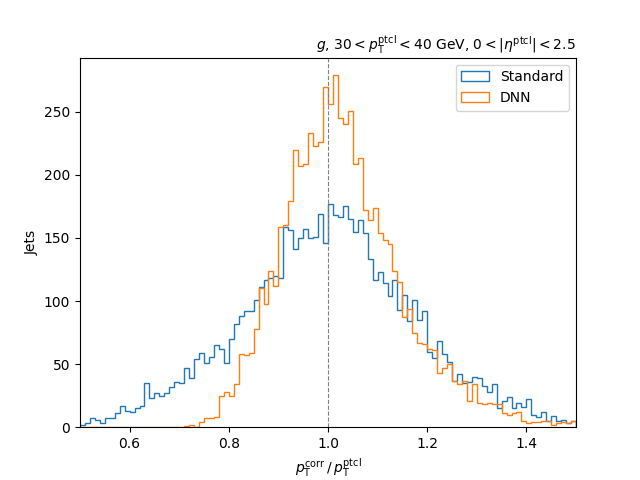 g, 30 < p_T^ptcl < 40 GeV, 0 < |η^ptcl| < 2.5
Standard
DNN
250
200
150
100
50
0
Jets
0.6 0.8 1.0 1.2 1.4
p_T^corr / p_T^ptcl